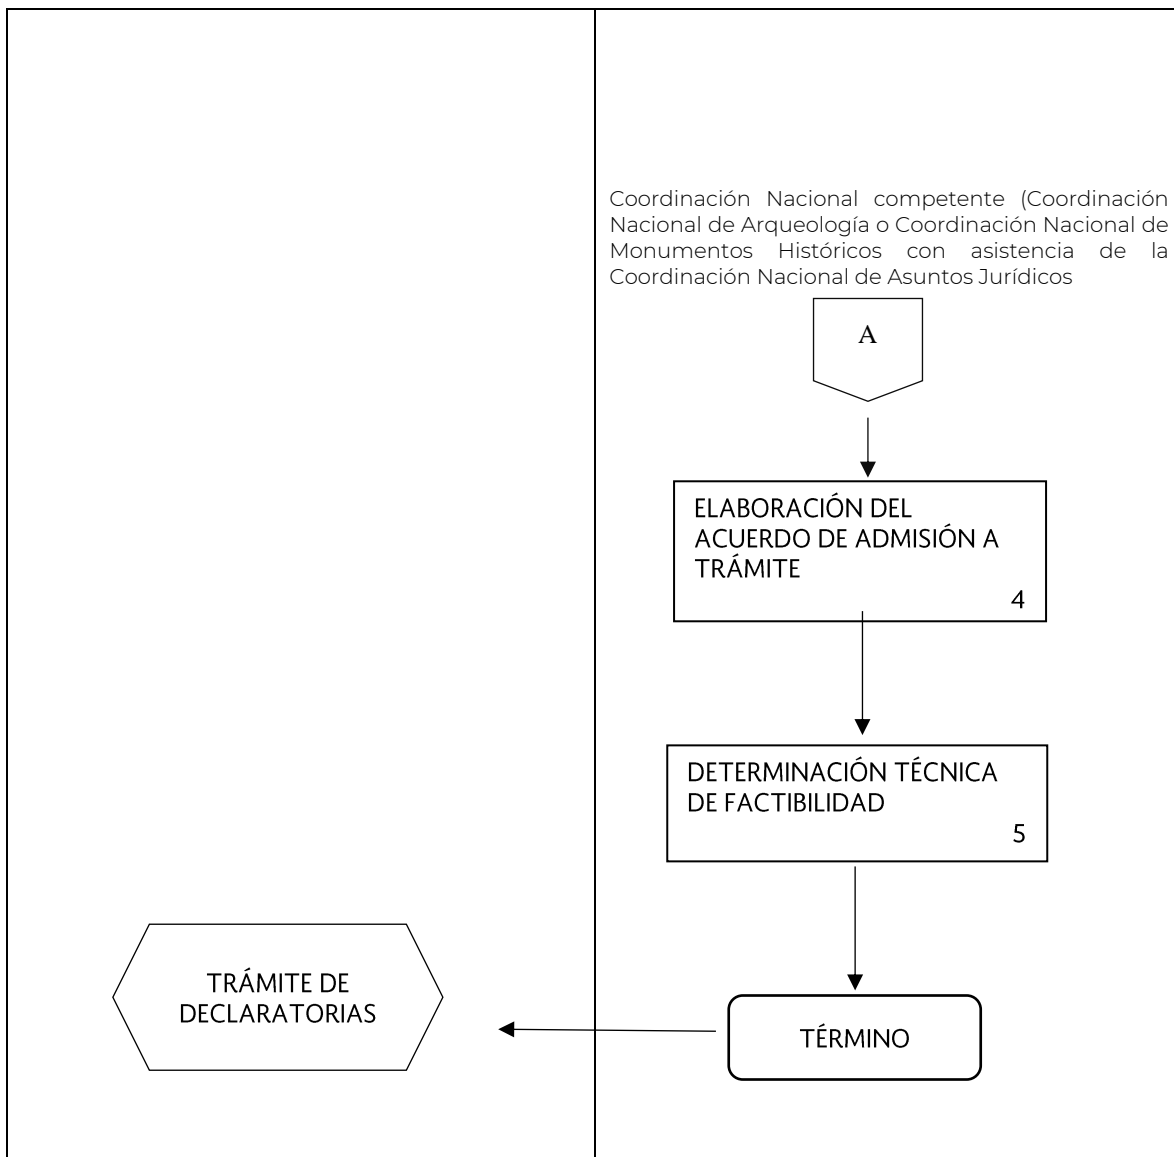 Coordinación Nacional competente (Coordinación
Nacional de Arqueología o Coordinación Nacional de
Monumentos Históricos con asistencia de la
Coordinación Nacional de Asuntos Jurídicos
A
ELABORACIÓN DEL
ACUERDO DE ADMISIÓN A
TRÁMITE
4
DETERMINACIÓN TÉCNICA
DE FACTIBILIDAD
5
TRÁMITE DE
DECLARATORIAS
TÉRMINO